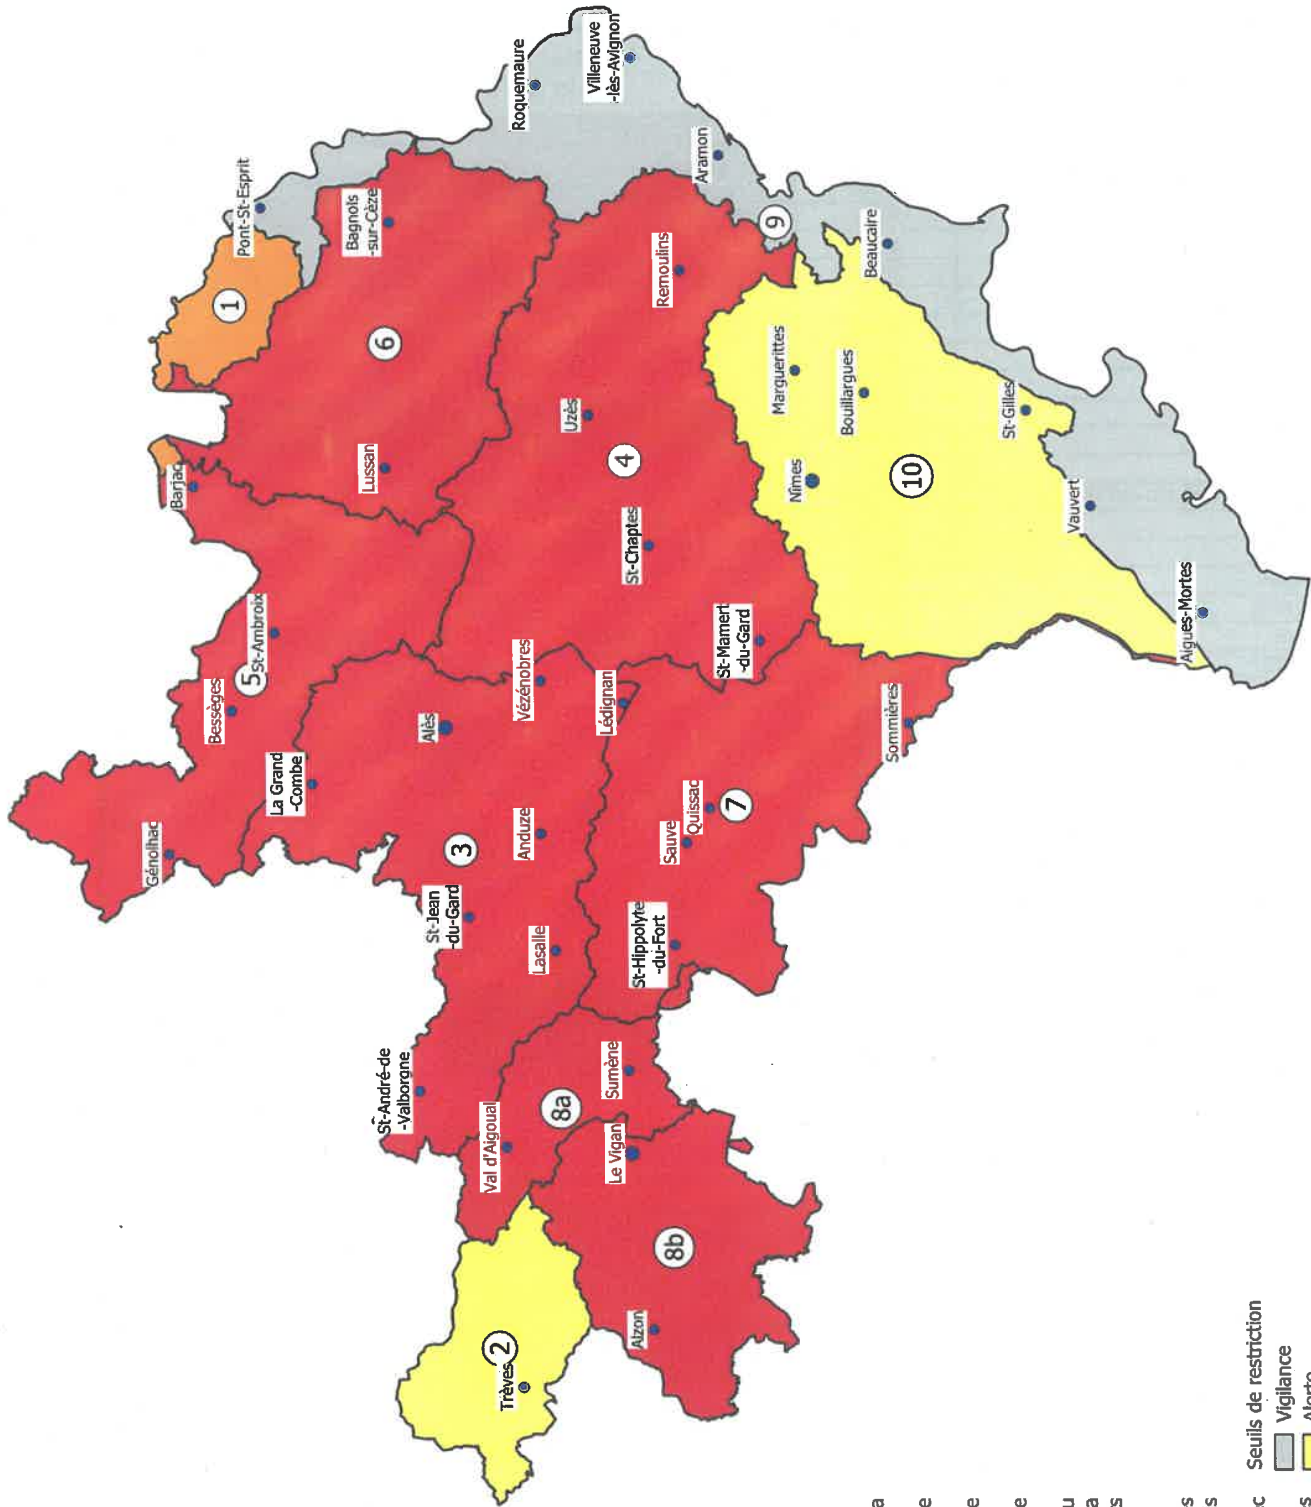 Génolhac
Bessèges
5
St-Ambroix
Barjac
1
Pont-St-Esprit
La Grand
-Combe
6
Bagnols
-sur-Cèze
Lussan
Alès
3
St-Jean
-du-Gard
St-André-de
-Valborgne
Anduze
Vézénobres
Lasalle
Uzès
4
St-Chaptes
Remoulins
Roquemaure
Villeneuve
-lès-Avignon
Aramon
9
Beaucaire
Val d'Aigoual
8a
Sumène
Le Vigan
2
Trèves
8b
Alzon
Lédignan
St-Hippolyte
-du-Fort
Sauve
Quissac
7
St-Mamert
-du-Gard
Sommières
Marguerittes
Bouillargues
Nîmes
10
St-Gilles
Vauvert
Aigues-Mortes
Seuils de restriction
Vigilance